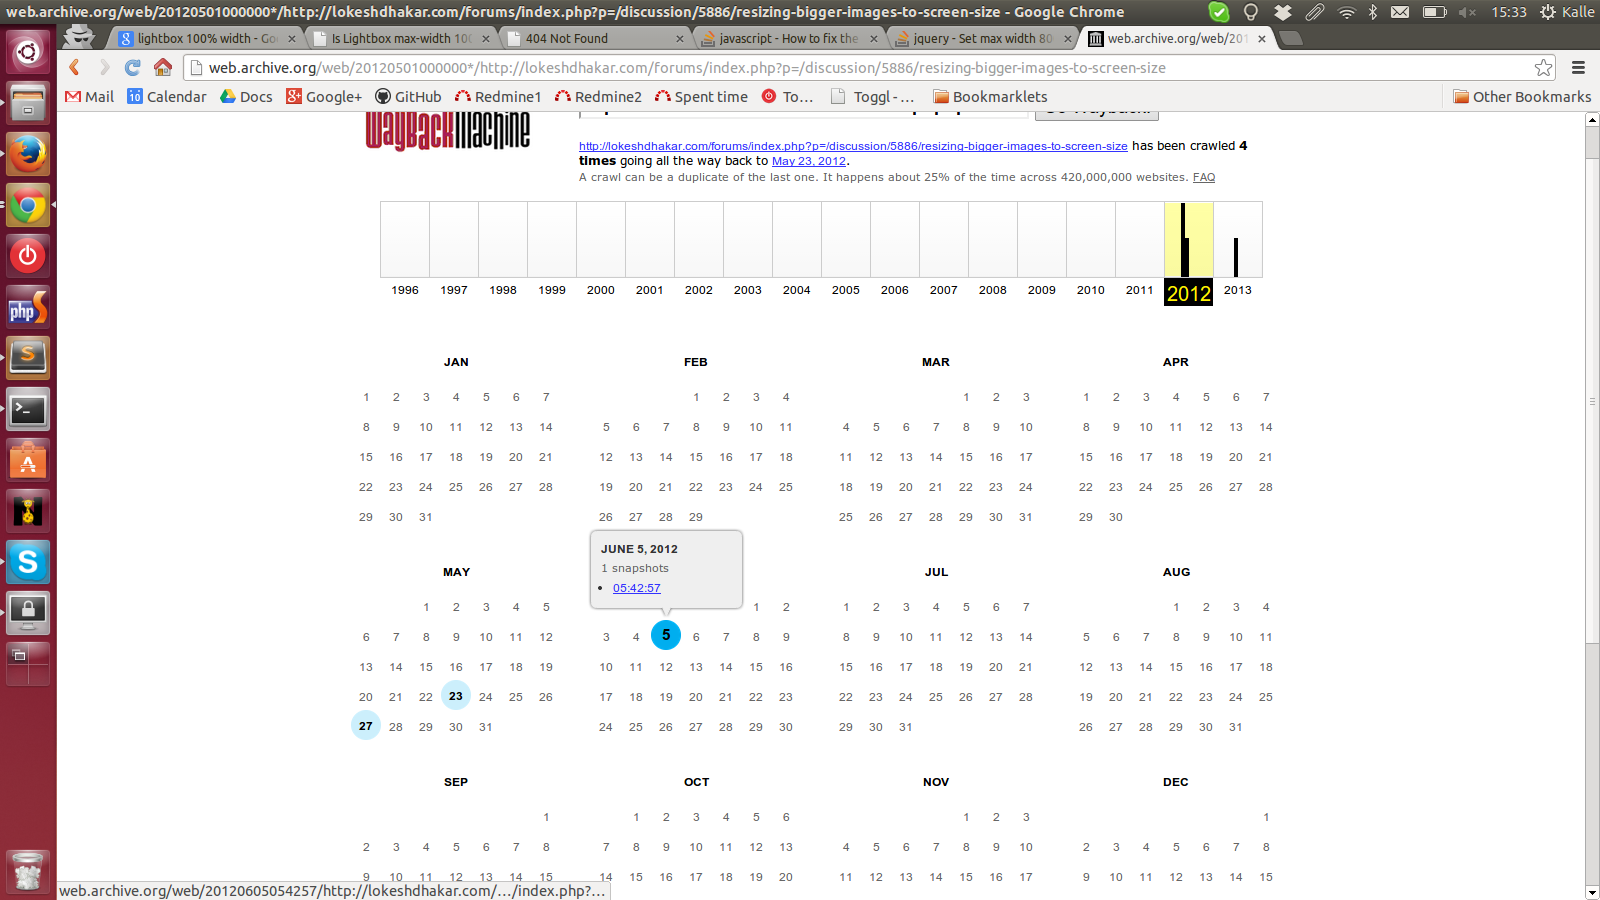 web.archive.org/web/20120501000000*/http://lokeshdhakar.com/forums/index.php?p=/discussion/5886/resizing-bigger-images-to-screen-size - Google Chrome
15:33 Kalle
lightbox 100% width - Go
Is Lightbox max-width 10
404 Not Found
javascript - How to fix the
jquery - Set max width 80
web.archive.org/web/201
web.archive.org/web/20120501000000*/http://lokeshdhakar.com/forums/index.php?p=/discussion/5886/resizing-bigger-images-to-screen-size
Mail Calendar Docs Google+ GitHub Redmine1 Redmine2 Spent time To... Toggl - ... Bookmarklets Other Bookmarks
WayBackMachine
http://lokeshdhakar.com/forums/index.php?p=/discussion/5886/resizing-bigger-images-to-screen-size has been crawled 4
times going all the way back to May 23, 2012.
A crawl can be a duplicate of the last one. It happens about 25% of the time across 420,000,000 websites. FAQ
1996 1997 1998 1999 2000 2001 2002 2003 2004 2005 2006 2007 2008 2009 2010 2011 2012 2013
JAN FEB MAR APR
1 2 3 4 5 6 7 1 2 3 4 1 2 3 1 2 3 4 5 6 7
8 9 10 11 12 13 14 5 6 7 8 9 10 11 4 5 6 7 8 9 10 8 9 10 11 12 13 14
15 16 17 18 19 20 21 12 13 14 15 16 17 18 11 12 13 14 15 16 17 15 16 17 18 19 20 21
22 23 24 25 26 27 28 19 20 21 22 23 24 25 18 19 20 21 22 23 24 22 23 24 25 26 27 28
29 30 31 26 27 28 29 25 26 27 28 29 30 31 29 30
JUNE 5, 2012
1 snapshots
05:42:57
MAY JUL AUG
1 2 3 4 5 1 2 1 2 3 4 5 6 7 1 2 3 4
6 7 8 9 10 11 12 3 4 5 6 7 8 9 8 9 10 11 12 13 14 5 6 7 8 9 10 11
13 14 15 16 17 18 19 10 11 12 13 14 15 16 15 16 17 18 19 20 21 12 13 14 15 16 17 18
20 21 22 23 24 25 26 17 18 19 20 21 22 23 22 23 24 25 26 27 28 19 20 21 22 23 24 25
27 28 29 30 31 24 25 26 27 28 29 30 29 30 31 26 27 28 29 30 31
SEP OCT NOV DEC
1 1 2 3 4 5 6 1 2 3 1
2 3 4 5 6 7 8 7 8 9 10 11 12 13 4 5 6 7 8 9 10 2 3 4 5 6 7 8
9 10 11 12 13 14 15 14 15 16 17 18 19 20 11 12 13 14 15 16 17 9 10 11 12 13 14 15
web.archive.org/web/20120605054257/http://lokeshdhakar.com/.../index.php?...